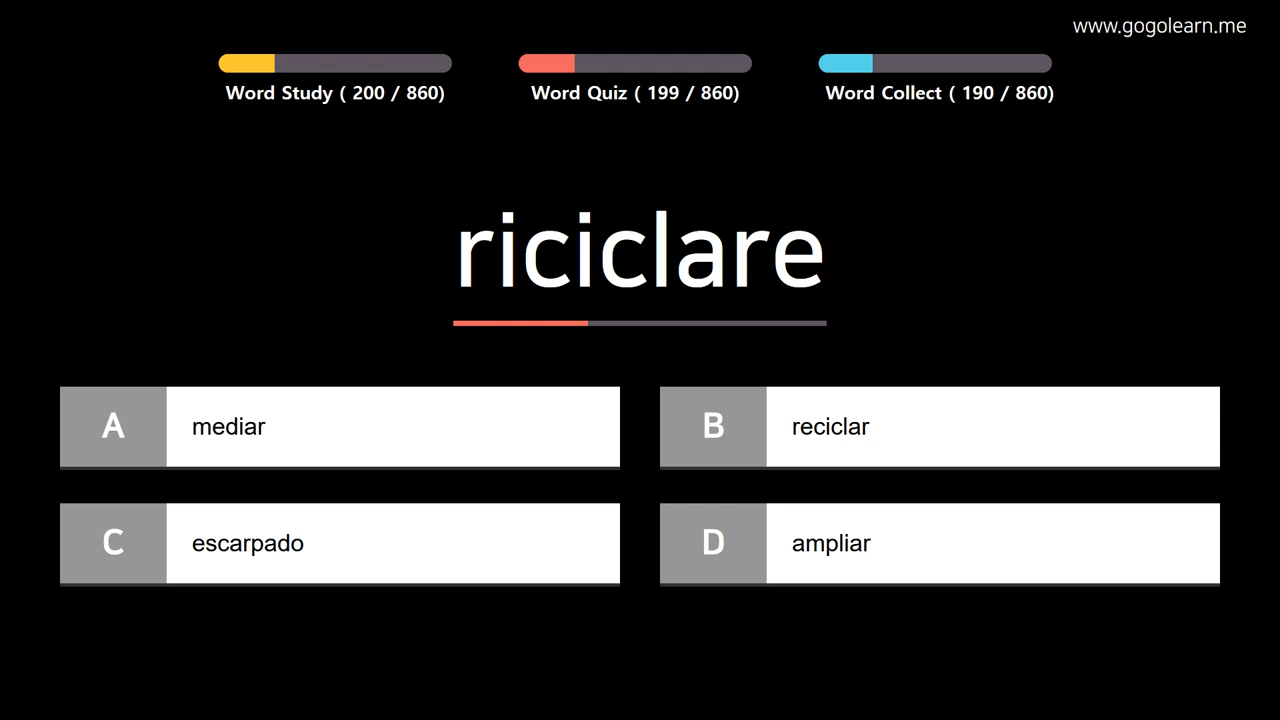 www.gogolearn.me
Word Study ( 200 / 860)
Word Quiz ( 199 / 860)
Word Collect ( 190 / 860)
riciclare
A mediar
B reciclar
C escarpado
D ampliar